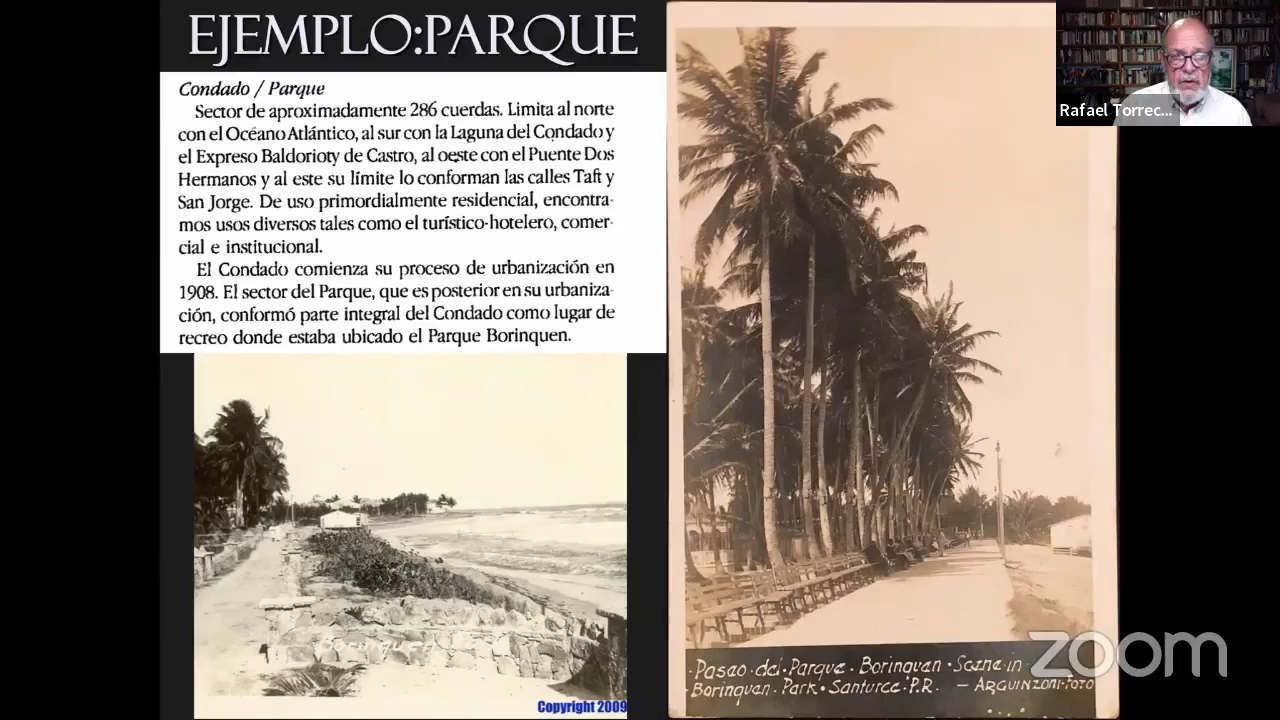 EJEMPLO:PARQUE
Condado / Parque
Sector de aproximadamente 286 cuerdas. Limita al norte
con el Océano Atlántico, al sur con la Laguna del Condado y
el Expreso Baldorioty de Castro, al oeste con el Puente Dos
Hermanos y al este su límite lo conforman las calles Taft y
San Jorge. De uso primordialmente residencial, encontra-
mos usos diversos tales como el turístico-hotelero, comer-
cial e institucional.
El Condado comienza su proceso de urbanización en
1908. El sector del Parque, que es posterior en su urbaniza-
ción, conformó parte integral del Condado como lugar de
recreo donde estaba ubicado el Parque Borinquen.
Borinquen
Copyright 2009
Paseo del Parque Borinquen • Scene in
Borinquen Park • Santurce P.R. — Arguinzoni-Foto
Rafael Torrec...
zoom